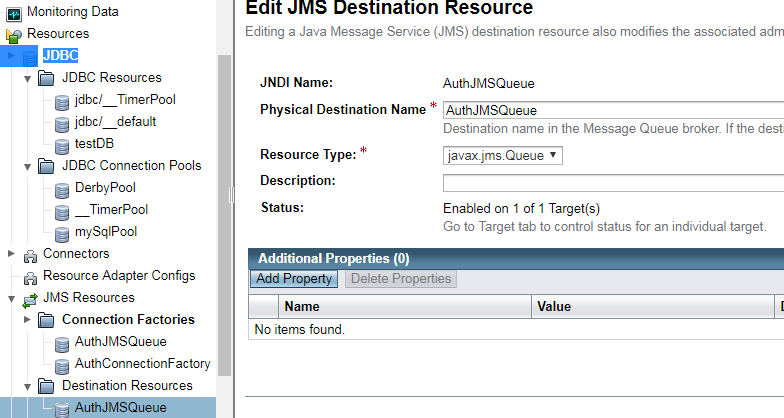 Monitoring Data
Resources
JDBC
JDBC Resources
jdbc/__TimerPool
jdbc/__default
testDB
JDBC Connection Pools
DerbyPool
__TimerPool
mySqlPool
Connectors
Resource Adapter Configs
JMS Resources
Connection Factories
AuthJMSQueue
AuthConnectionFactory
Destination Resources
AuthJMSQueue
Edit JMS Destination Resource
Editing a Java Message Service (JMS) destination resource also modifies the associated adm
JNDI Name: AuthJMSQueue
Physical Destination Name * AuthJMSQueue
Destination name in the Message Queue broker. If the desti
Resource Type: * javax.jms.Queue
Description:
Status: Enabled on 1 of 1 Target(s)
Go to Target tab to control status for an individual target.
Additional Properties (0)
Add Property Delete Properties
Name Value
No items found.